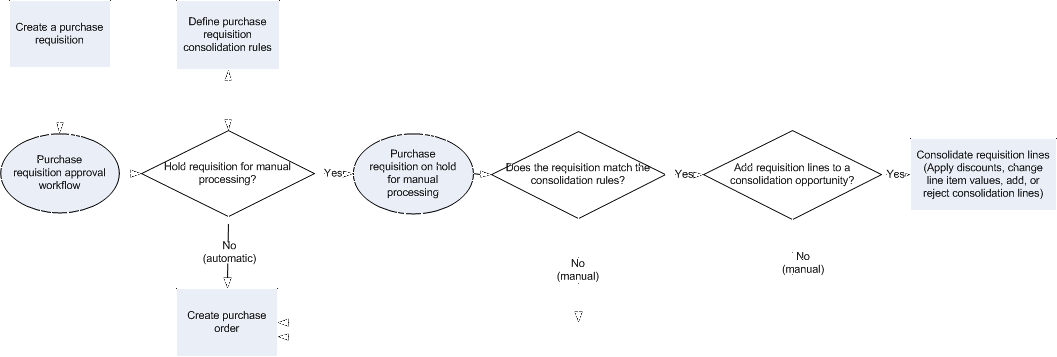 Create a purchase
requisition
Define purchase
requisition
consolidation rules
Purchase
requisition approval
workflow
Hold requisition for manual
processing?
Yes
Purchase
requisition on hold
for manual
processing
Does the requisition match the
consolidation rules?
Yes
Add requisition lines to a
consolidation opportunity?
Yes
Consolidate requisition lines
(Apply discounts, change
line item values, add, or
reject consolidation lines)
No
(automatic)
No
(manual)
No
(manual)
Create purchase
order